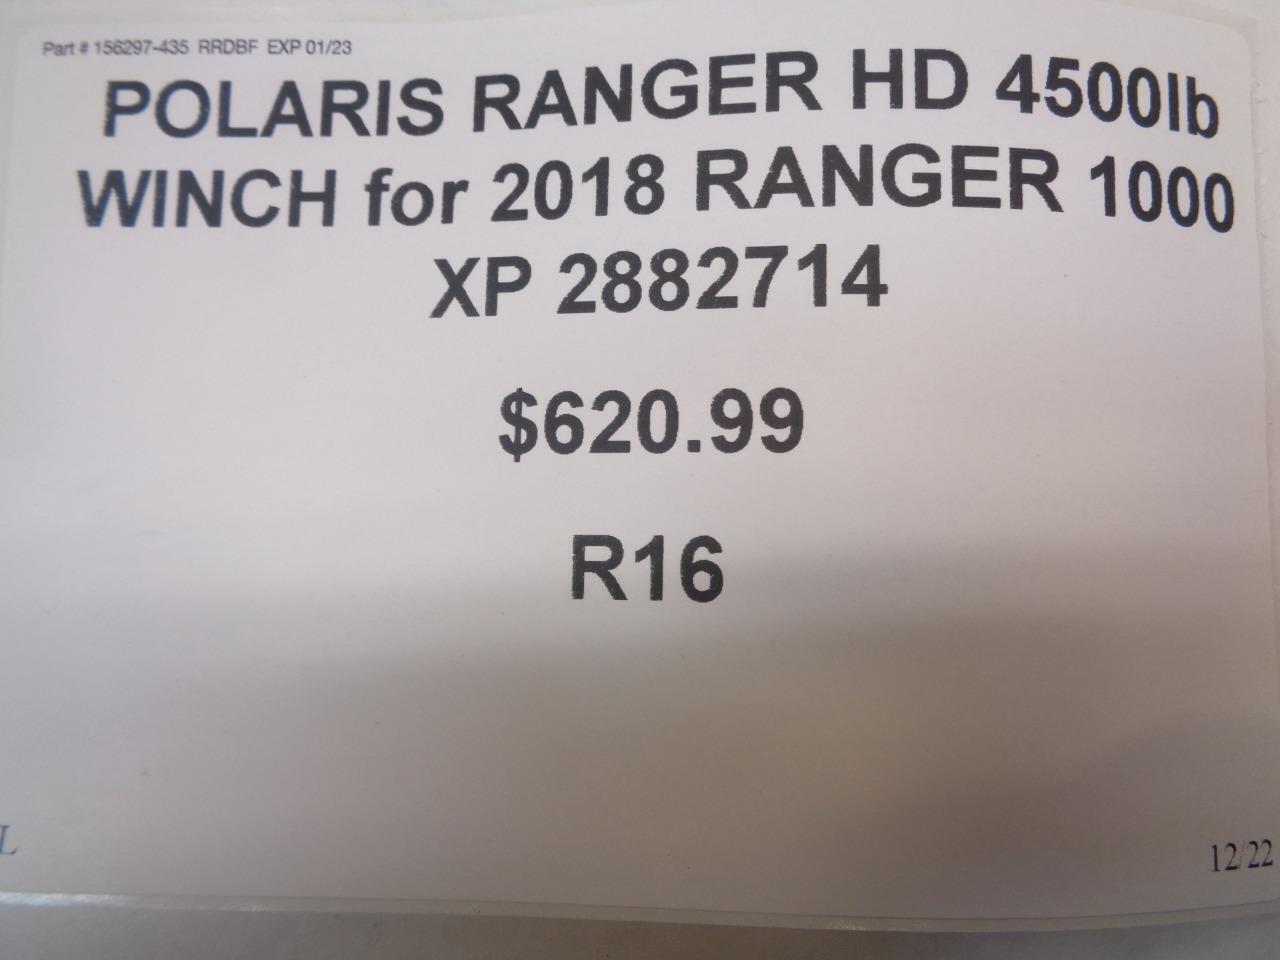 Part # 156297-435 RRDBF EXP 01/23
POLARIS RANGER HD 4500lb
WINCH for 2018 RANGER 1000
XP 2882714
$620.99
R16
L
12/22